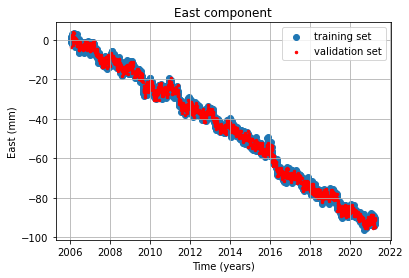 East component
training set
validation set
East (mm)
0
−20
−40
−60
−80
−100
2006 2008 2010 2012 2014 2016 2018 2020 2022
Time (years)